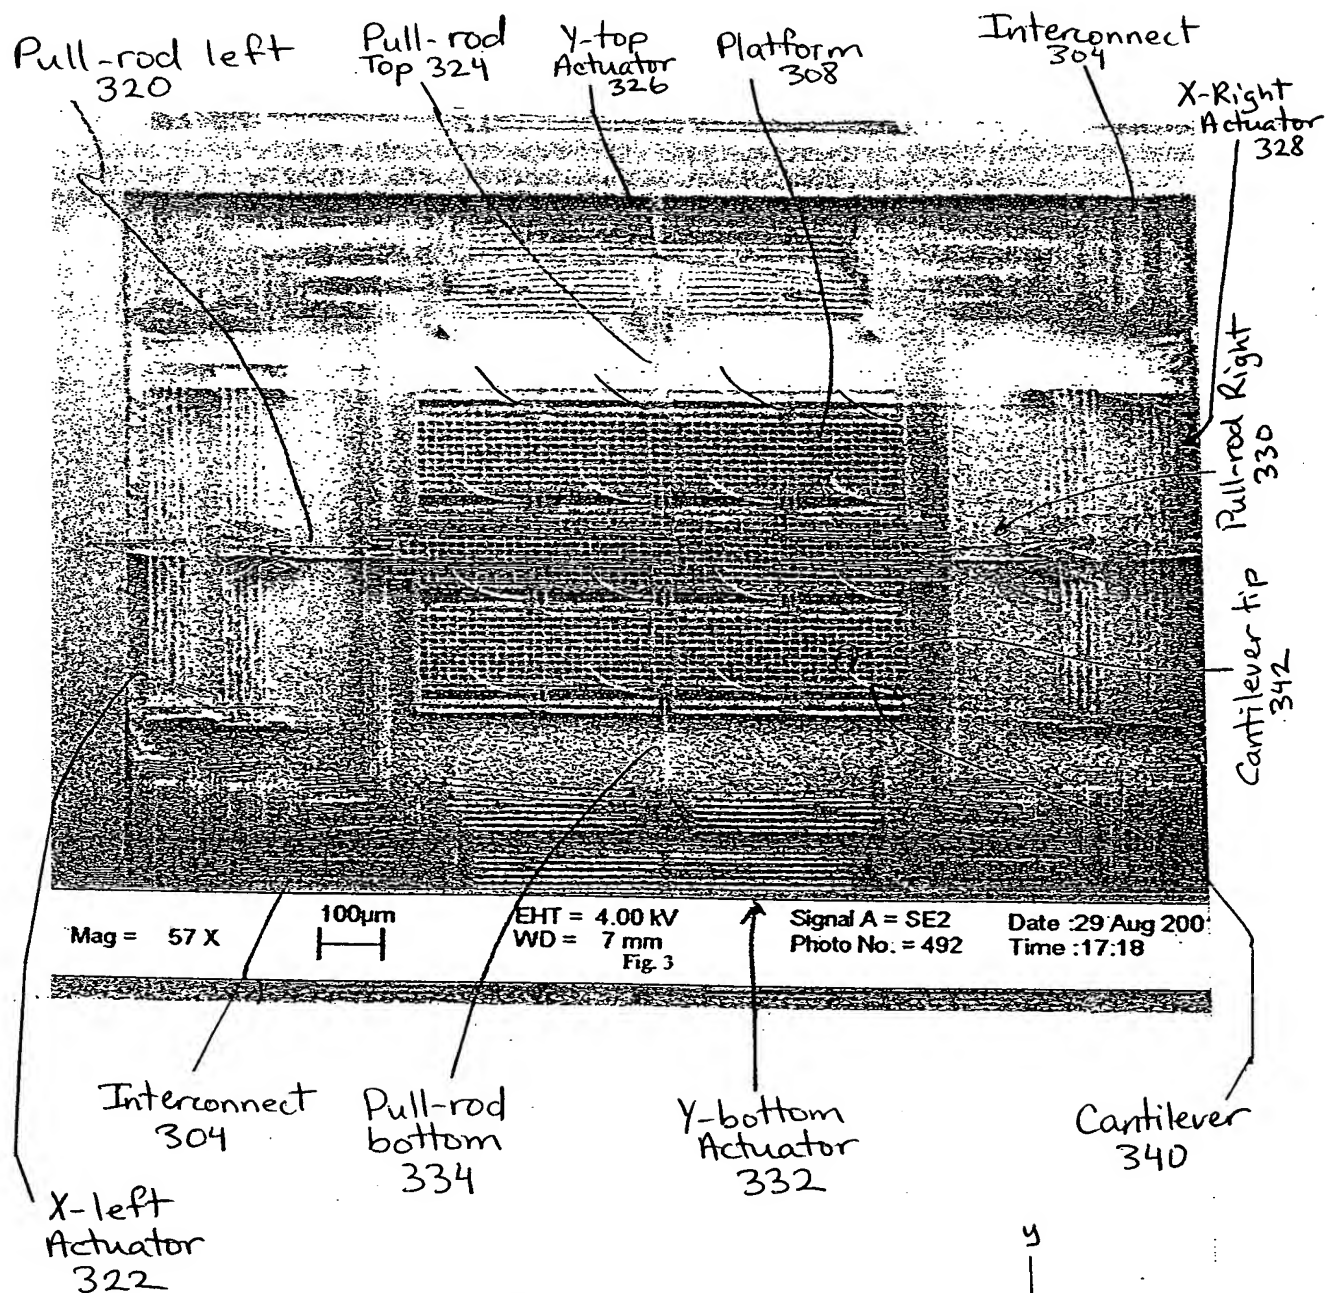 Pull-rod left
320
Pull-rod
Top 324
Y-top
Actuator
326
Platform
308
Interconnect
304
X-Right
Actuator
328
Pull-rod Right
330
Cantilever tip
342
Mag = 57 X
100µm
EHT = 4.00 kV
WD = 7 mm
Fig. 3
Signal A = SE2
Photo No. = 492
Date :29 Aug 200
Time :17:18
Interconnect
304
Pull-rod
bottom
334
Y-bottom
Actuator
332
Cantilever
340
X-left
Actuator
322
y